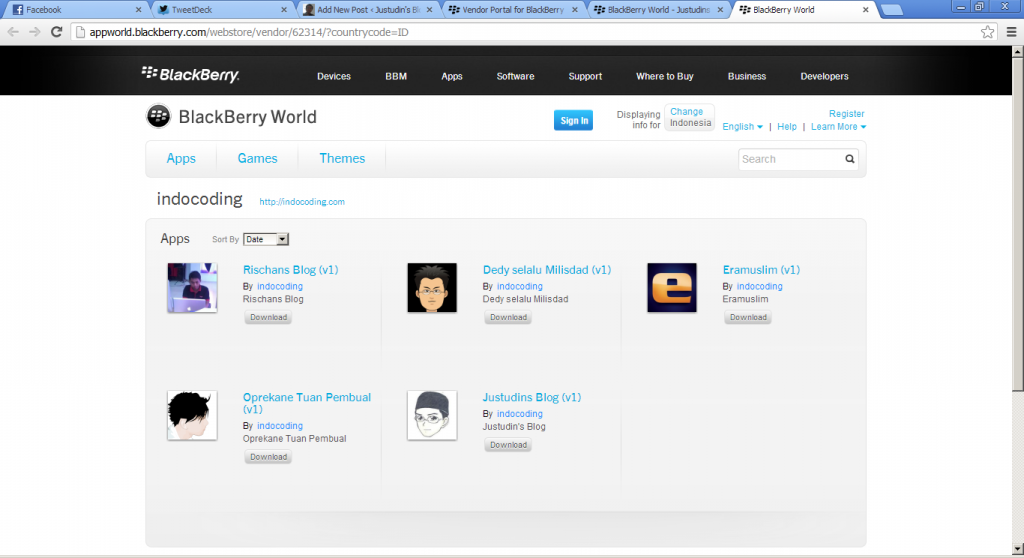 Facebook
TweetDeck
Add New Post ‹ Justudin's Bl
Vendor Portal for BlackBerry
BlackBerry World - Justudins
BlackBerry World
appworld.blackberry.com/webstore/vendor/62314/?countrycode=ID
BlackBerry.
Devices BBM Apps Software Support Where to Buy Business Developers
BlackBerry World
Sign In
Displaying info for
Change
Indonesia
Register
English | Help | Learn More
Apps Games Themes
Search
indocoding http://indocoding.com
Apps Sort By Date
Rischans Blog (v1)
By indocoding
Rischans Blog
Download
Dedy selalu Milisdad (v1)
By indocoding
Dedy selalu Milisdad
Download
e
Eramuslim (v1)
By indocoding
Eramuslim
Download
Oprekane Tuan Pembual
(v1)
By indocoding
Oprekane Tuan Pembual
Download
Justudins Blog (v1)
By indocoding
Justudin's Blog
Download